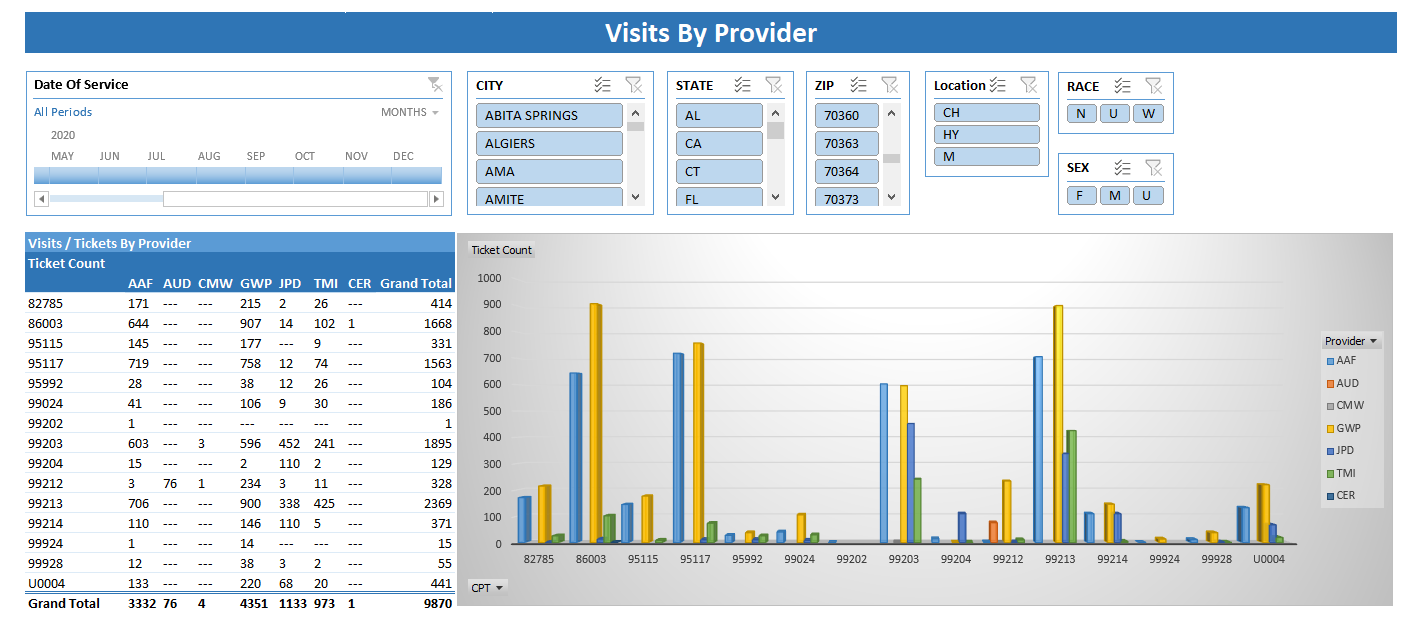 Visits By Provider
Date Of Service
All Periods MONTHS
2020
MAY JUN JUL AUG SEP OCT NOV DEC
CITY
ABITA SPRINGS
ALGIERS
AMA
AMITE
STATE
AL
CA
CT
FL
ZIP
70360
70363
70364
70373
Location
CH
HY
M
RACE
N U W
SEX
F M U
Visits / Tickets By Provider
Ticket Count
AAF AUD CMW GWP JPD TMI CER Grand Total
82785 171 --- --- 215 2 26 --- 414
86003 644 --- --- 907 14 102 1 1668
95115 145 --- --- 177 --- 9 --- 331
95117 719 --- --- 758 12 74 --- 1563
95992 28 --- --- 38 12 26 --- 104
99024 41 --- --- 106 9 30 --- 186
99202 1 --- --- --- --- --- --- 1
99203 603 --- 3 596 452 241 --- 1895
99204 15 --- --- 2 110 2 --- 129
99212 3 76 1 234 3 11 --- 328
99213 706 --- --- 900 338 425 --- 2369
99214 110 --- --- 146 110 5 --- 371
99924 1 --- --- 14 --- --- --- 15
99928 12 --- --- 38 3 2 --- 55
U0004 133 --- --- 220 68 20 --- 441
Grand Total 3332 76 4 4351 1133 973 1 9870
Ticket Count
1000
900
800
700
600
500
400
300
200
100
0
82785 86003 95115 95117 95992 99024 99202 99203 99204 99212 99213 99214 99924 99928 U0004
CPT
Provider
AAF
AUD
CMW
GWP
JPD
TMI
CER